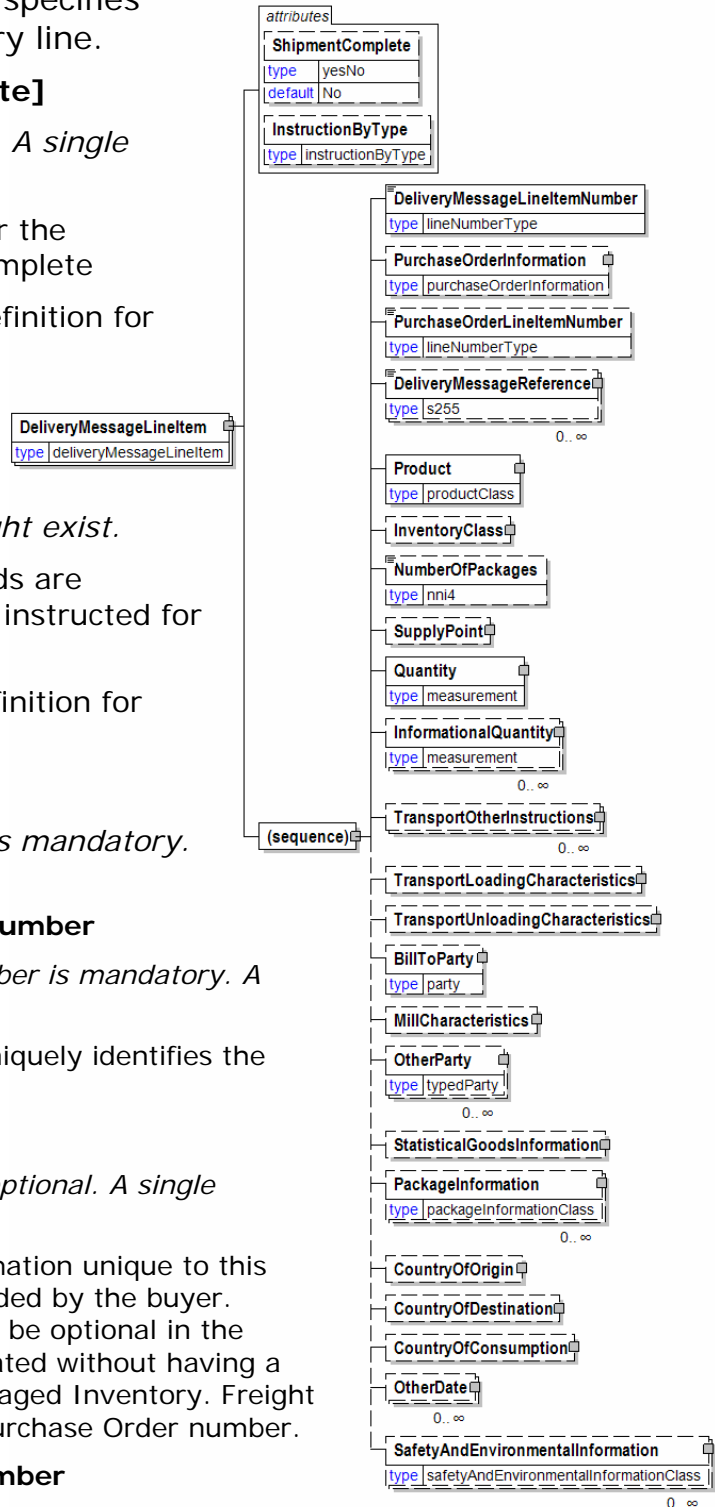 specifies
ry line.
te]
A single
r the
mplete
efinition for
ght exist.
ds are
instructed for
finition for
s mandatory.
umber
ber is mandatory. A
niquely identifies the
optional. A single
nation unique to this
ded by the buyer.
be optional in the
ated without having a
aged Inventory. Freight
urchase Order number.
mber
attributes
ShipmentComplete
type yesNo
default No
InstructionByType
type instructionByType
DeliveryMessageLineItem
type deliveryMessageLineItem
(sequence)
DeliveryMessageLineItemNumber
type lineNumberType
PurchaseOrderInformation
type purchaseOrderInformation
PurchaseOrderLineItemNumber
type lineNumberType
DeliveryMessageReference
type s255
0.. ∞
Product
type productClass
InventoryClass
NumberOfPackages
type nni4
SupplyPoint
Quantity
type measurement
InformationalQuantity
type measurement
0.. ∞
TransportOtherInstructions
0.. ∞
TransportLoadingCharacteristics
TransportUnloadingCharacteristics
BillToParty
type party
MillCharacteristics
OtherParty
type typedParty
0.. ∞
StatisticalGoodsInformation
PackageInformation
type packageInformationClass
0.. ∞
CountryOfOrigin
CountryOfDestination
CountryOfConsumption
OtherDate
0.. ∞
SafetyAndEnvironmentalInformation
type safetyAndEnvironmentalInformationClass
0.. ∞